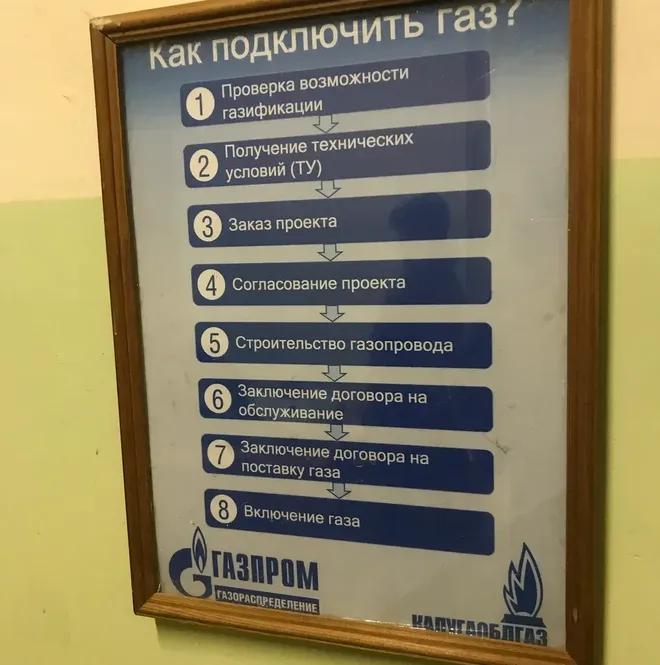 Как подключить газ?
1 Проверка возможности
газификации
2 Получение технических
условий (ТУ)
3 Заказ проекта
4 Согласование проекта
5 Строительство газопровода
6 Заключение договора на
обслуживание
7 Заключение договора на
поставку газа
8 Включение газа
ГАЗПРОМ
ГАЗОРАСПРЕДЕЛЕНИЕ
КАЛУГАОБЛГАЗ